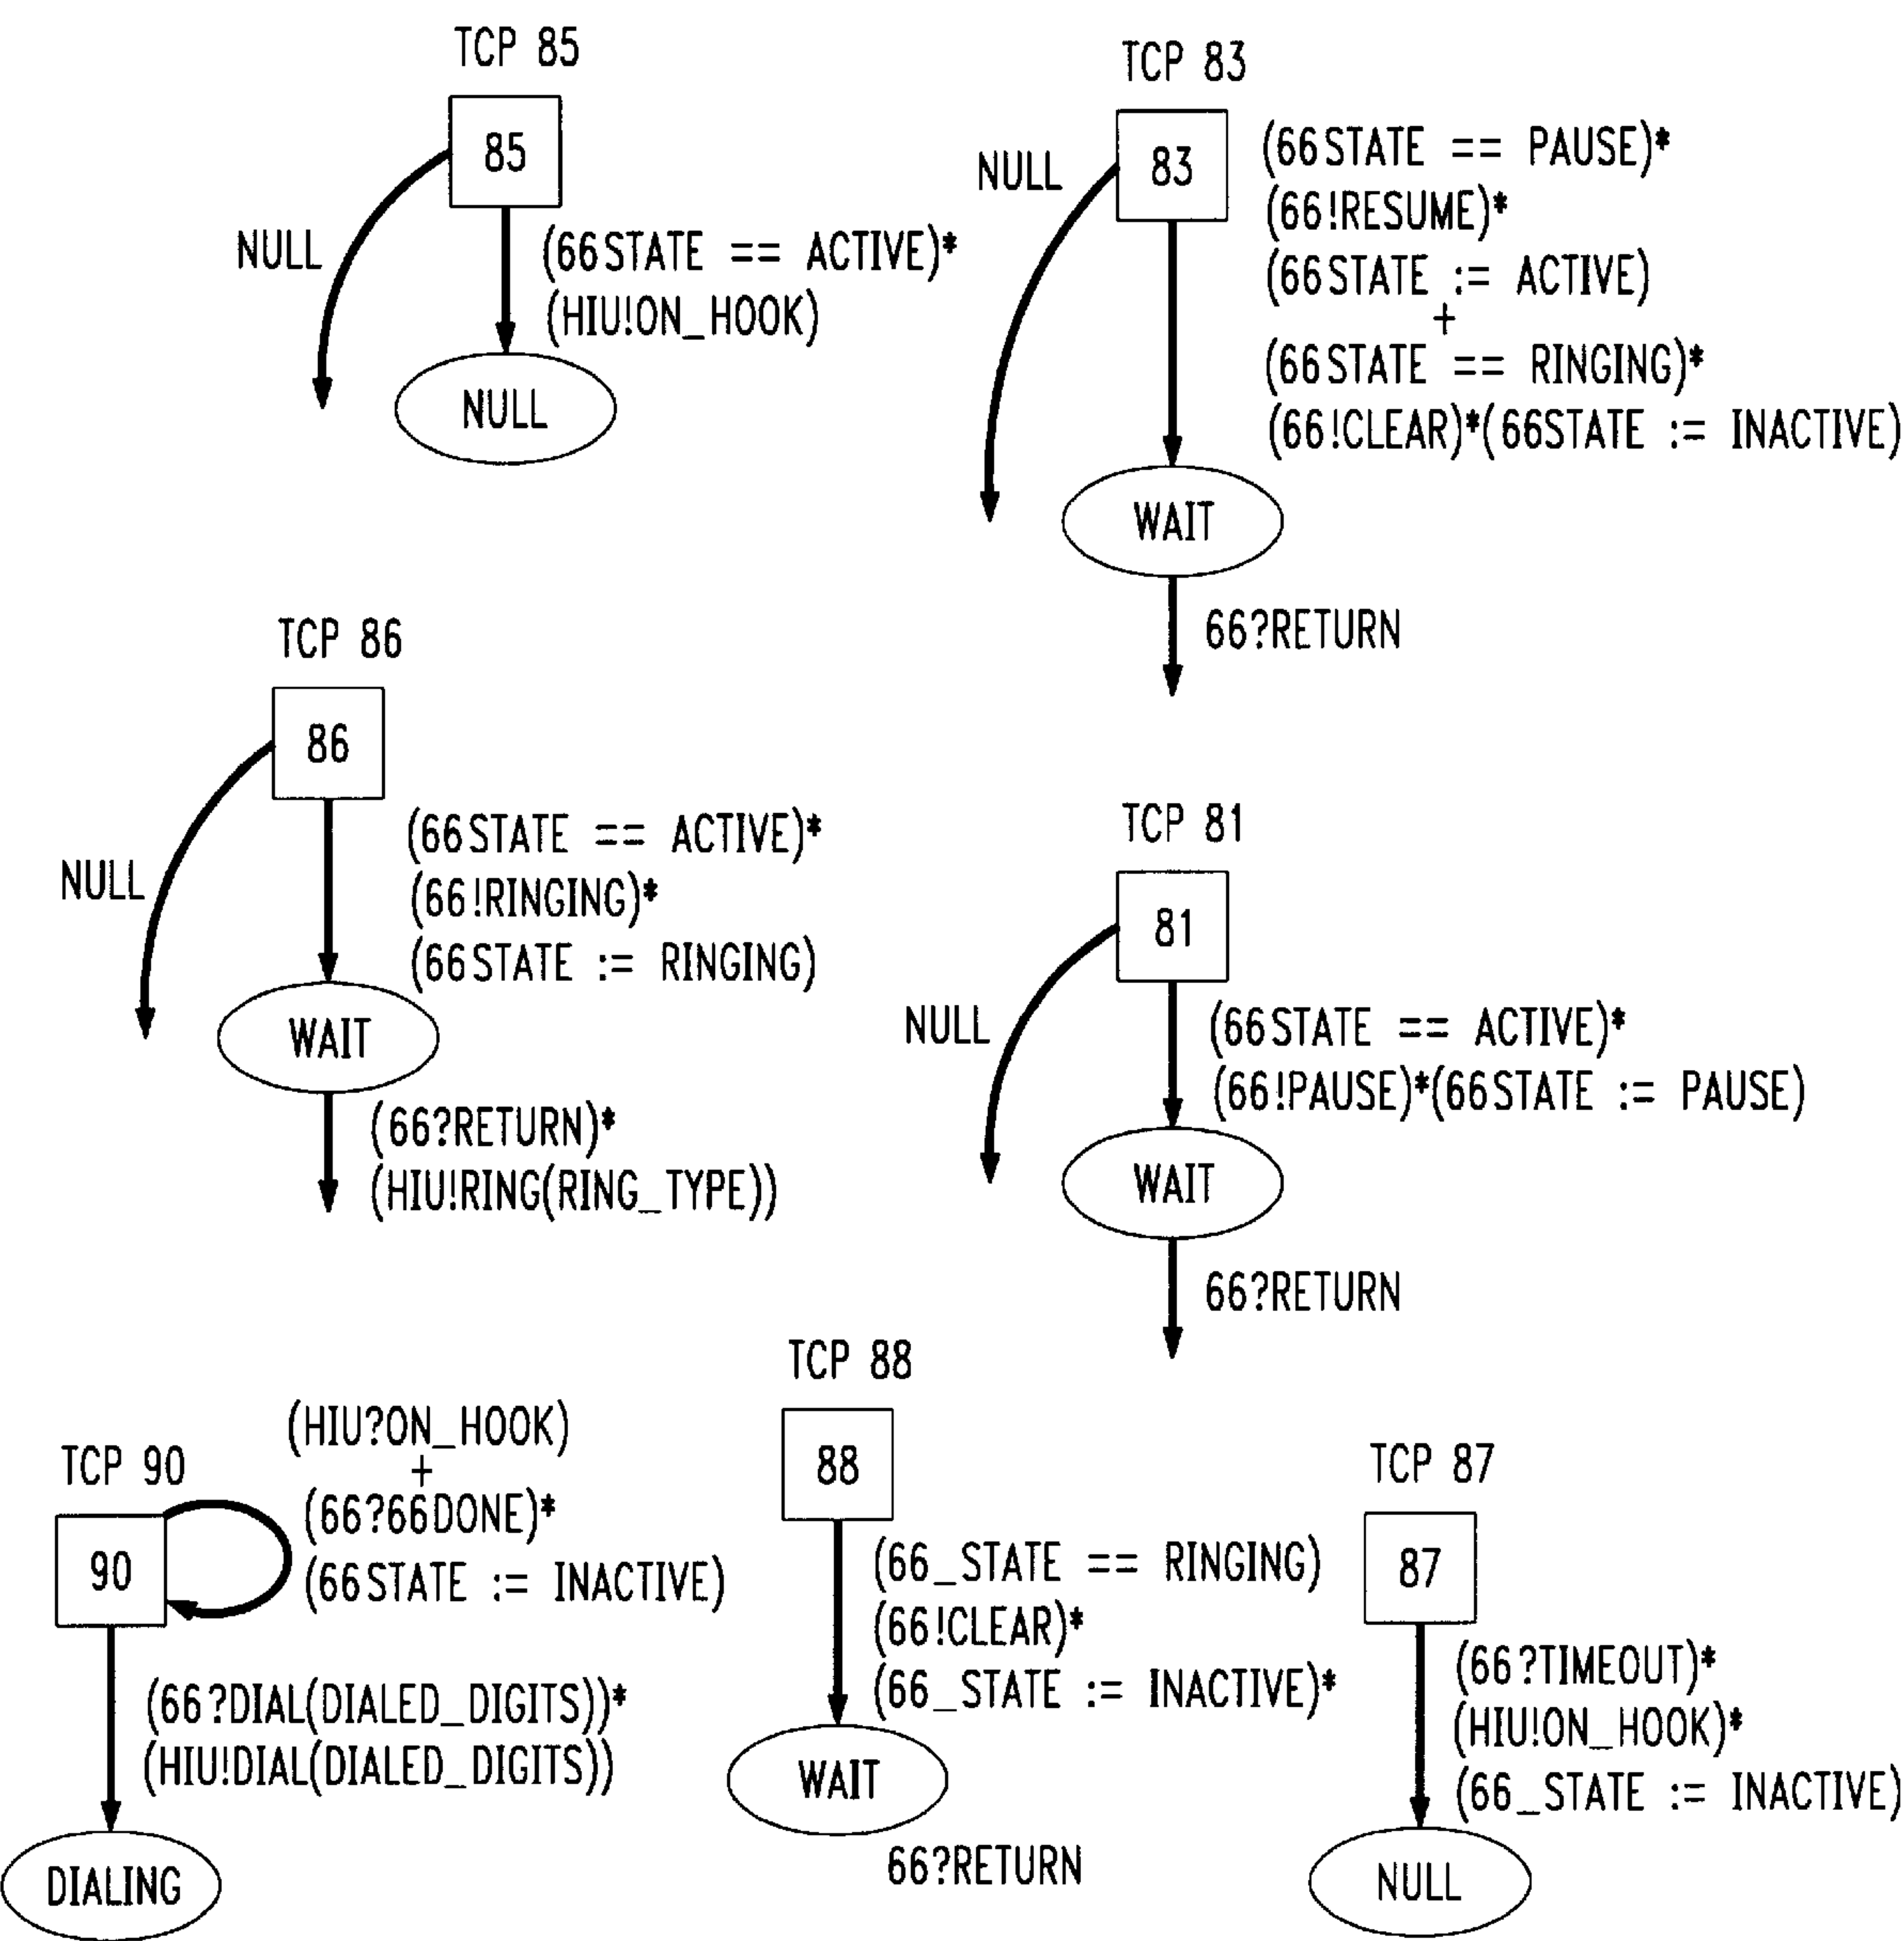 TCP 85
85
NULL
(66STATE == ACTIVE)*
(HIU!ON_HOOK)
NULL
TCP 83
83
NULL
(66STATE == PAUSE)*
(66!RESUME)*
(66STATE := ACTIVE)
+
(66STATE == RINGING)*
(66!CLEAR)*(66STATE := INACTIVE)
WAIT
66?RETURN
TCP 86
86
NULL
(66STATE == ACTIVE)*
(66!RINGING)*
(66STATE := RINGING)
WAIT
(66?RETURN)*
(HIU!RING(RING_TYPE))
TCP 81
81
NULL
(66STATE == ACTIVE)*
(66!PAUSE)*(66STATE := PAUSE)
WAIT
66?RETURN
TCP 90
90
(HIU?ON_HOOK)
+
(66?66DONE)*
(66STATE := INACTIVE)
(66?DIAL(DIALED_DIGITS))*
(HIU!DIAL(DIALED_DIGITS))
DIALING
TCP 88
88
(66_STATE == RINGING)
(66!CLEAR)*
(66_STATE := INACTIVE)*
WAIT
66?RETURN
TCP 87
87
(66?TIMEOUT)*
(HIU!ON_HOOK)*
(66_STATE := INACTIVE)
NULL